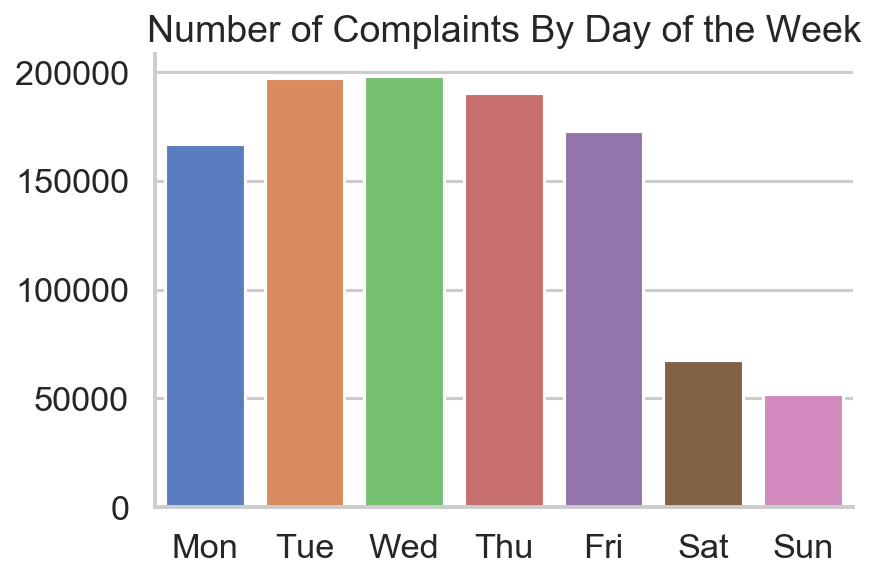 Number of Complaints By Day of the Week
200000
150000
100000
50000
0
Mon Tue Wed Thu Fri Sat Sun